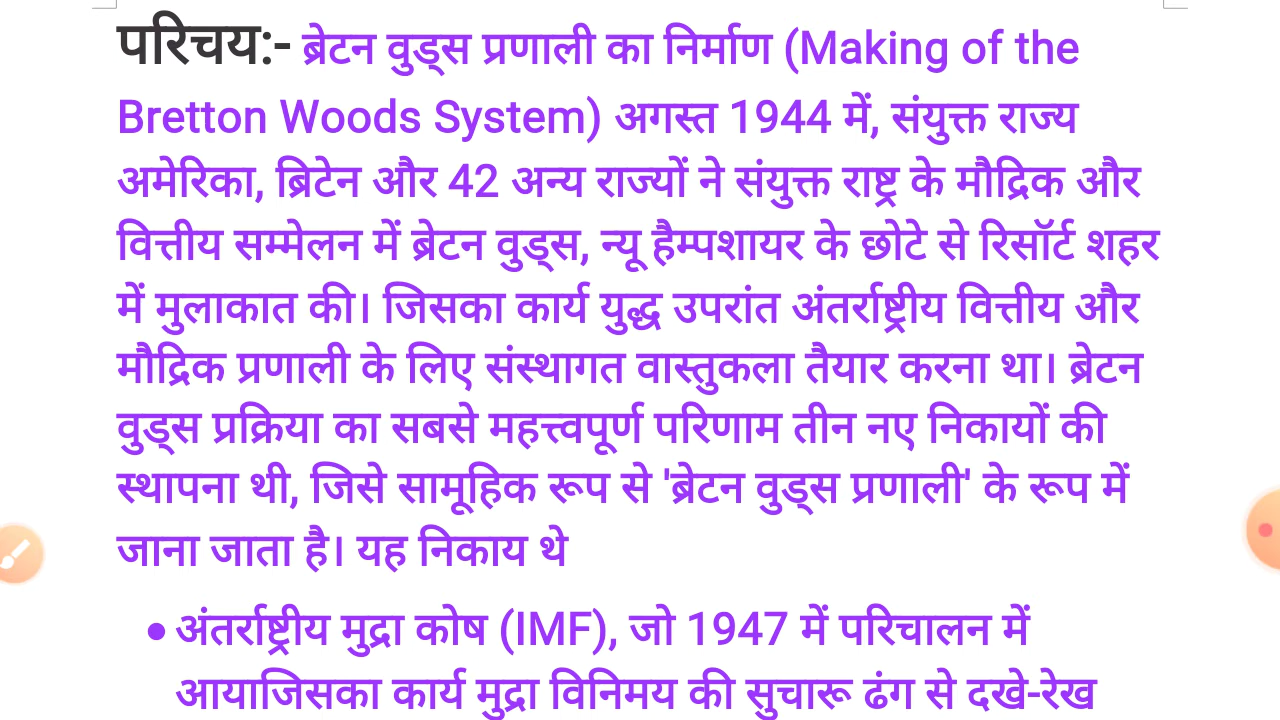 परिचय:- ब्रेटन वुड्स प्रणाली का निर्माण (Making of the
Bretton Woods System) अगस्त 1944 में, संयुक्त राज्य
अमेरिका, ब्रिटेन और 42 अन्य राज्यों ने संयुक्त राष्ट्र के मौद्रिक और
वित्तीय सम्मेलन में ब्रेटन वुड्स, न्यू हैम्पशायर के छोटे से रिसॉर्ट शहर
में मुलाकात की। जिसका कार्य युद्ध उपरांत अंतर्राष्ट्रीय वित्तीय और
मौद्रिक प्रणाली के लिए संस्थागत वास्तुकला तैयार करना था। ब्रेटन
वुड्स प्रक्रिया का सबसे महत्त्वपूर्ण परिणाम तीन नए निकायों की
स्थापना थी, जिसे सामूहिक रूप से 'ब्रेटन वुड्स प्रणाली' के रूप में
जाना जाता है। यह निकाय थे
• अंतर्राष्ट्रीय मुद्रा कोष (IMF), जो 1947 में परिचालन में
आयाजिसका कार्य मुद्रा विनिमय की सुचारू ढंग से दखे-रेख